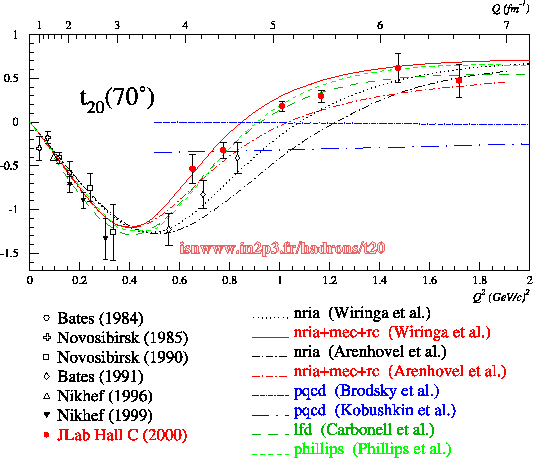 Q (fm-1)
1 2 3 4 5 6 7
1
0.5
0
-0.5
-1
-1.5
t20(70°)
isnwww.in2p3.fr/hadrons/t20
0 0.2 0.4 0.6 0.8 1 1.2 1.4 1.6 1.8 2
Q2 (GeV/c)2
Bates (1984)
Novosibirsk (1985)
Novosibirsk (1990)
Bates (1991)
Nikhef (1996)
Nikhef (1999)
JLab Hall C (2000)
nria (Wiringa et al.)
nria+mec+rc (Wiringa et al.)
nria (Arenhovel et al.)
nria+mec+rc (Arenhovel et al.)
pqcd (Brodsky et al.)
pqcd (Kobushkin et al.)
lfd (Carbonell et al.)
phillips (Phillips et al.)